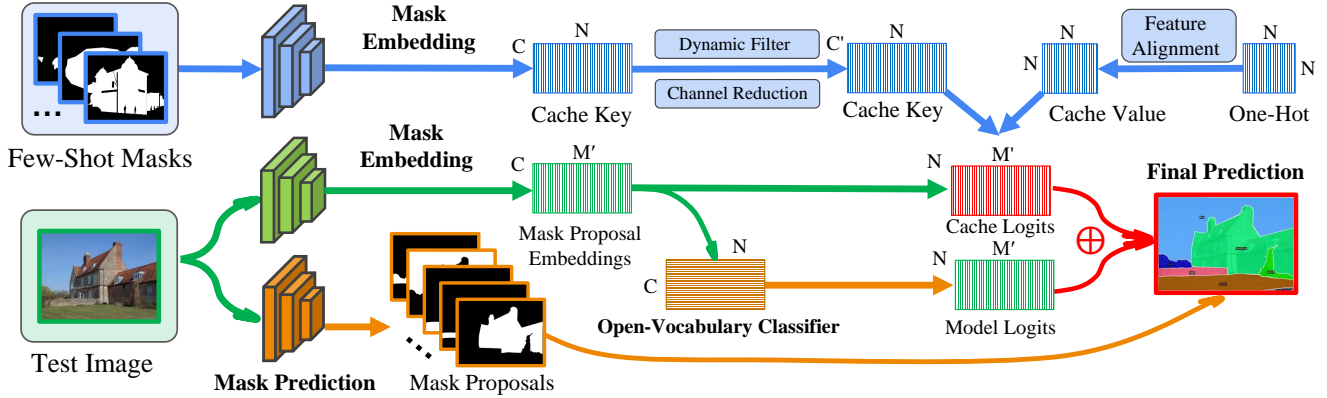 Mask
Embedding
C
N
Cache Key
Dynamic Filter
Channel Reduction
C'
N
Cache Key
N
N
Cache Value
Feature
Alignment
N
N
One-Hot
...
Few-Shot Masks
Mask
Embedding
C
M′
Mask Proposal
Embeddings
N
M'
Cache Logits
Final Prediction
Test Image
Mask Prediction
Mask Proposals
N
C
Open-Vocabulary Classifier
N
M′
Model Logits